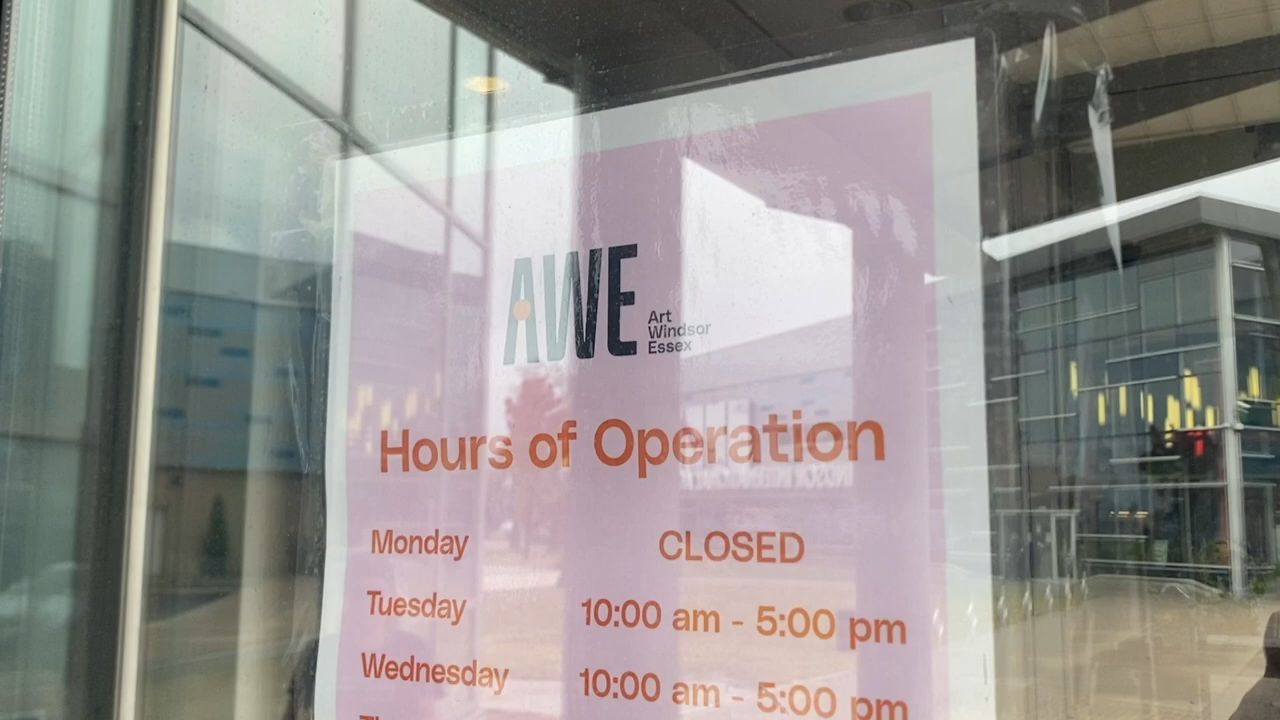 AWE
Art
Windsor
Essex
Hours of Operation
Monday CLOSED
Tuesday 10:00 am - 5:00 pm
Wednesday 10:00 am - 5:00 pm